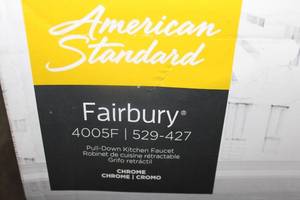 American
Standard
Fairbury®
4005F | 529-427
Pull-Down Kitchen Faucet
Robinet de cuisine rétractable
Grifo retráctil
CHROME
CHROME | CROMO